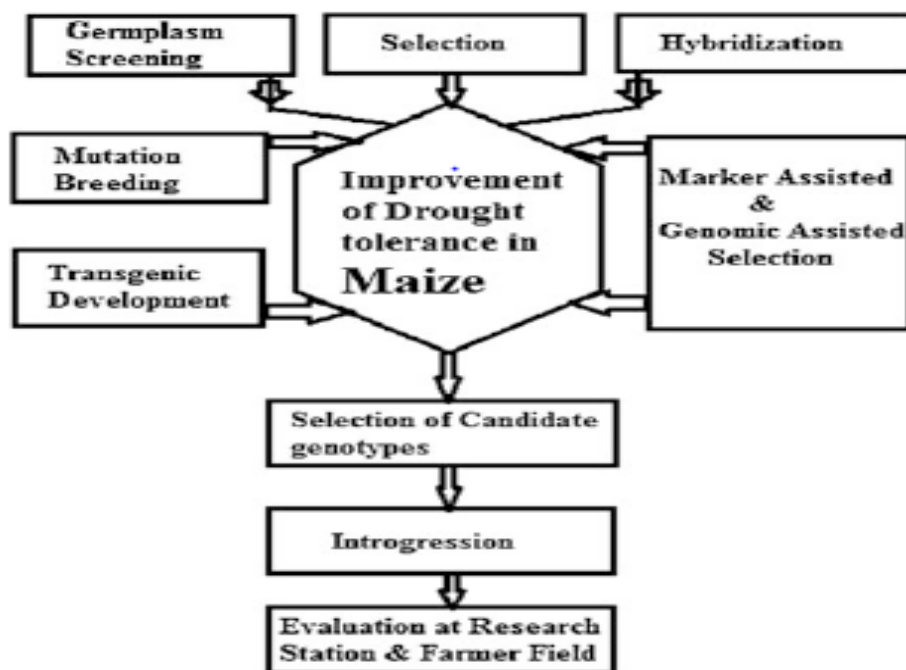 Germplasm
Screening
Selection
Hybridization
Mutation
Breeding
Improvement
of Drought
tolerance in
Maize
Marker Assisted
&
Genomic Assisted
Selection
Transgenic
Development
Selection of Candidate
genotypes
Introgression
Evaluation at Research
Station & Farmer Field